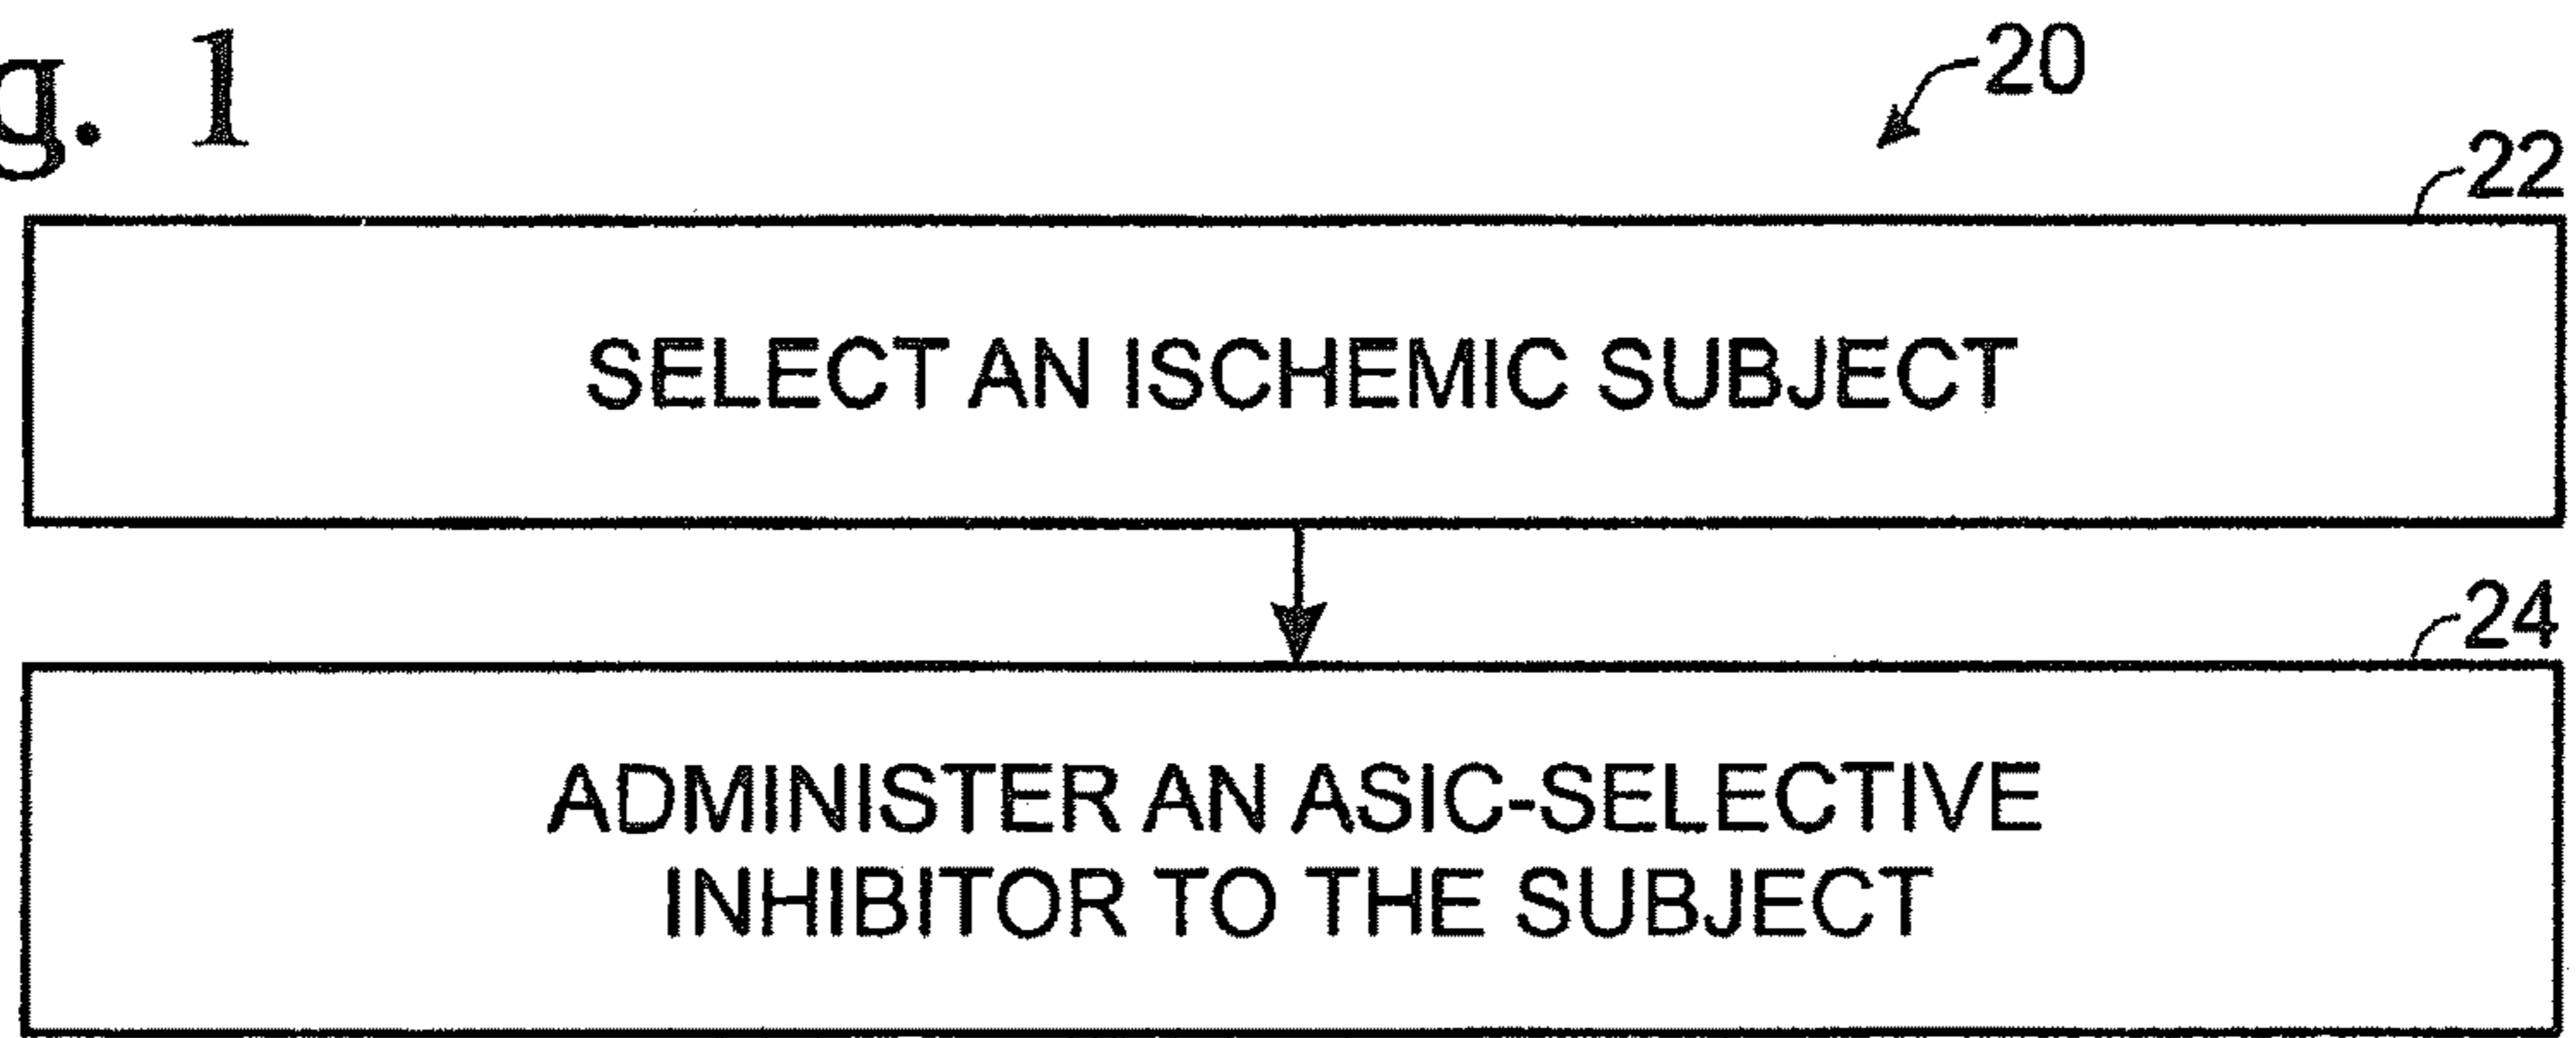 g. 1
20
22
SELECT AN ISCHEMIC SUBJECT
24
ADMINISTER AN ASIC-SELECTIVE
INHIBITOR TO THE SUBJECT